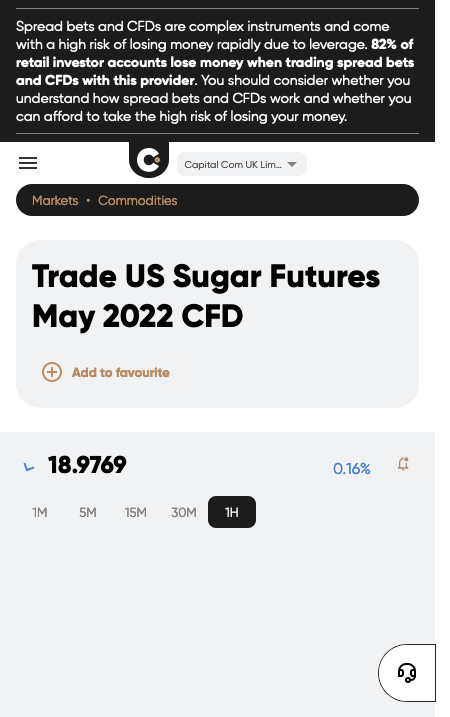 Spread bets and CFDs are complex instruments and come
with a high risk of losing money rapidly due to leverage. 82% of
retail investor accounts lose money when trading spread bets
and CFDs with this provider. You should consider whether you
understand how spread bets and CFDs work and whether you
can afford to take the high risk of losing your money.
Capital Com UK Lim...
Markets • Commodities
Trade US Sugar Futures
May 2022 CFD
Add to favourite
18.9769 0.16%
1M 5M 15M 30M 1H